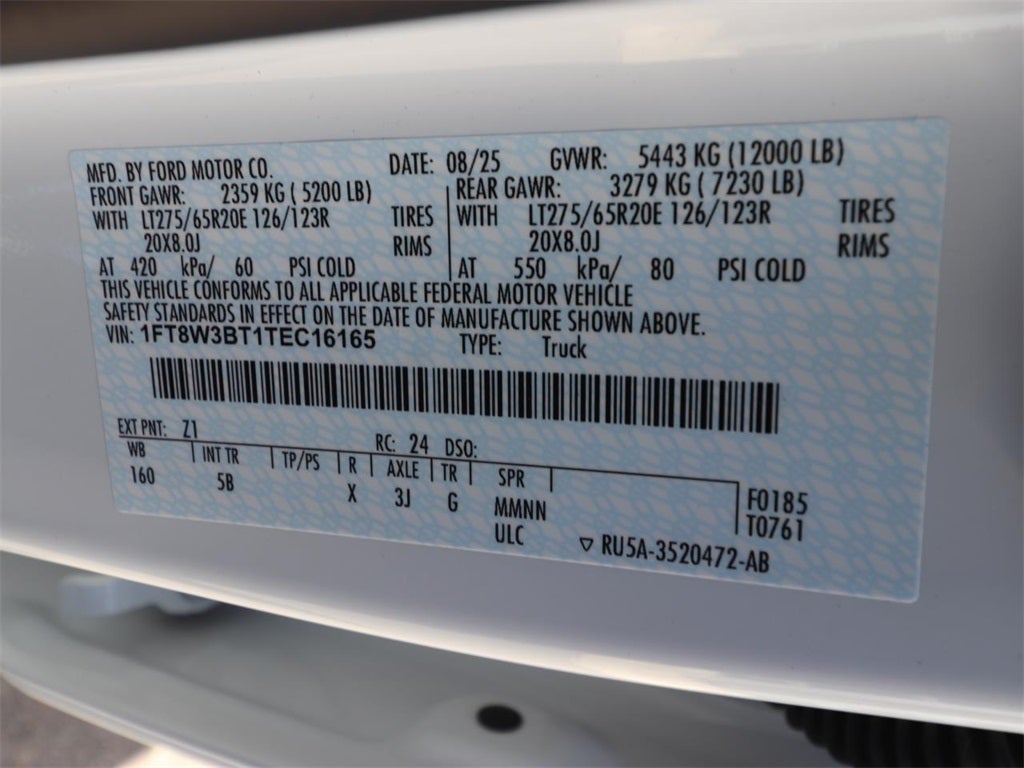 MFD. BY FORD MOTOR CO. DATE: 08/25 GVWR: 5443 KG (12000 LB)
FRONT GAWR: 2359 KG ( 5200 LB) REAR GAWR: 3279 KG ( 7230 LB)
WITH LT275/65R20E 126/123R TIRES WITH LT275/65R20E 126/123R TIRES
20X8.0J RIMS 20X8.0J RIMS
AT 420 kPa/ 60 PSI COLD AT 550 kPa/ 80 PSI COLD
THIS VEHICLE CONFORMS TO ALL APPLICABLE FEDERAL MOTOR VEHICLE
SAFETY STANDARDS IN EFFECT ON THE DATE OF MANUFACTURE SHOWN ABOVE.
VIN: 1FT8W3BT1TEC16165 TYPE: Truck
EXT PNT: Z1 RC: 24 DSO:
WB INT TR TP/PS R AXLE TR SPR
160 5B X 3J G MMNN F0185
ULC T0761
RU5A-3520472-AB